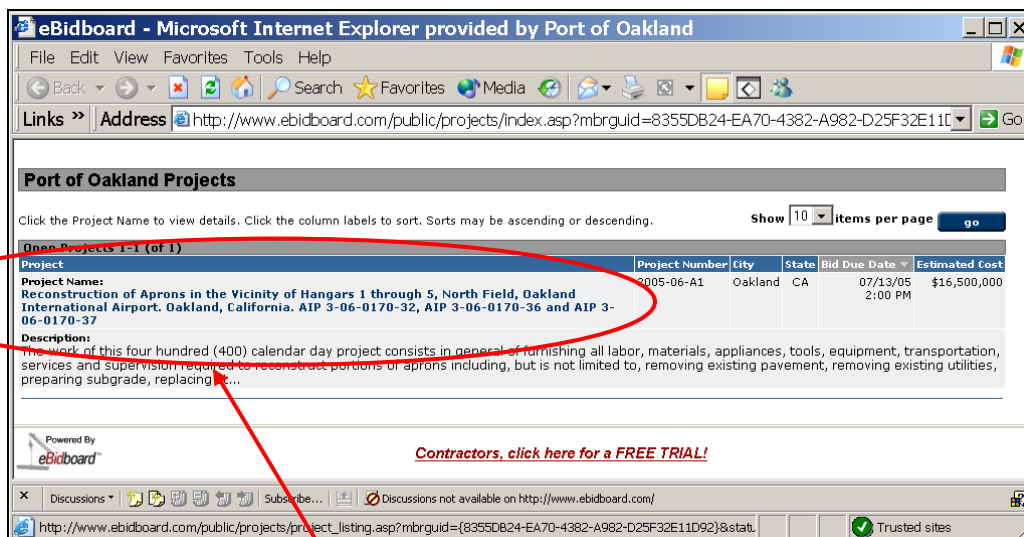 eBidboard - Microsoft Internet Explorer provided by Port of Oakland
File Edit View Favorites Tools Help
Back Search Favorites Media
Links » Address http://www.ebidboard.com/public/projects/index.asp?mbrguid=8355DB24-EA70-4382-A982-D25F32E11D Go
Port of Oakland Projects
Click the Project Name to view details. Click the column labels to sort. Sorts may be ascending or descending. Show 10 items per page go
Open Projects 1-1 (of 1)
Project Project Number City State Bid Due Date Estimated Cost
Project Name: 2005-06-A1 Oakland CA 07/13/05 $16,500,000
Reconstruction of Aprons in the Vicinity of Hangars 1 through 5, North Field, Oakland 2:00 PM
International Airport. Oakland, California. AIP 3-06-0170-32, AIP 3-06-0170-36 and AIP 3-
06-0170-37
Description:
The work of this four hundred (400) calendar day project consists in general of furnishing all labor, materials, appliances, tools, equipment, transportation,
services and supervision required to reconstruct portions of aprons including, but is not limited to, removing existing pavement, removing existing utilities,
preparing subgrade, replacing
Powered By
eBidboard
Contractors, click here for a FREE TRIAL!
Discussions Subscribe... Discussions not available on http://www.ebidboard.com/
http://www.ebidboard.com/public/projects/project_listing.asp?mbrguid={8355DB24-EA70-4382-A982-D25F32E11D92}&stat Trusted sites